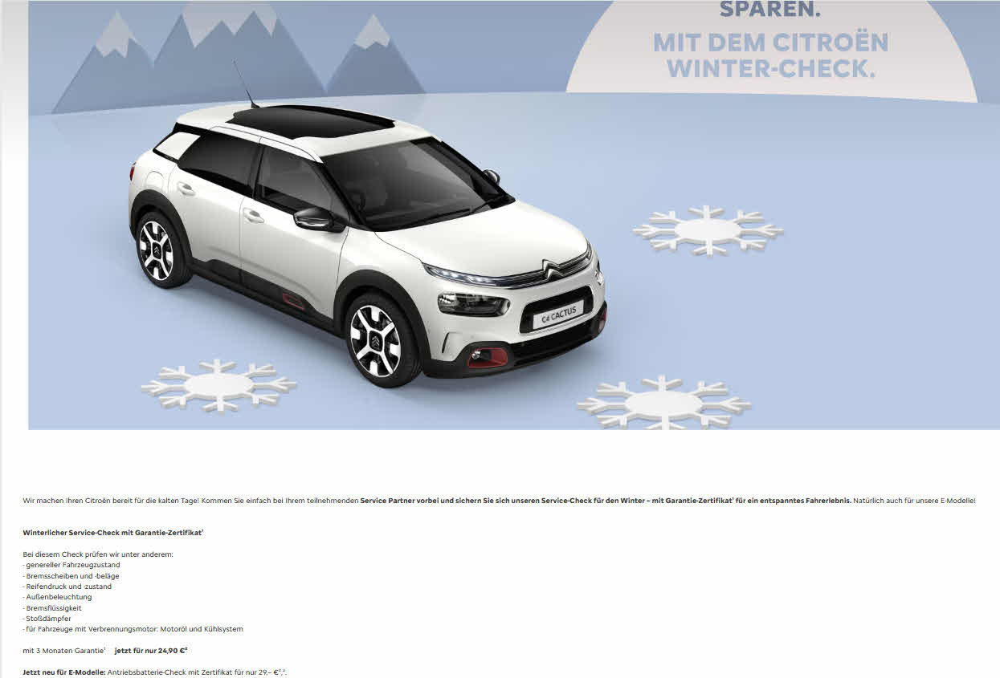 SPAREN.
MIT DEM CITROËN
WINTER-CHECK.
C4 CACTUS
Wir machen Ihren Citroën bereit für die kalten Tage! Kommen Sie einfach bei Ihrem teilnehmenden Service Partner vorbei und sichern Sie sich unseren Service-Check für den Winter – mit Garantie-Zertifikat¹ für ein entspanntes Fahrerlebnis. Natürlich auch für unsere E-Modelle!
Winterlicher Service-Check mit Garantie-Zertifikat¹
Bei diesem Check prüfen wir unter anderem:
- genereller Fahrzeugzustand
- Bremsscheiben und -beläge
- Reifendruck und -zustand
- Außenbeleuchtung
- Bremsflüssigkeit
- Stoßdämpfer
- für Fahrzeuge mit Verbrennungsmotor: Motoröl und Kühlsystem
mit 3 Monaten Garantie¹ jetzt für nur 24,90 €²
Jetzt neu für E-Modelle: Antriebsbatterie-Check mit Zertifikat für nur 29,– €²,³.